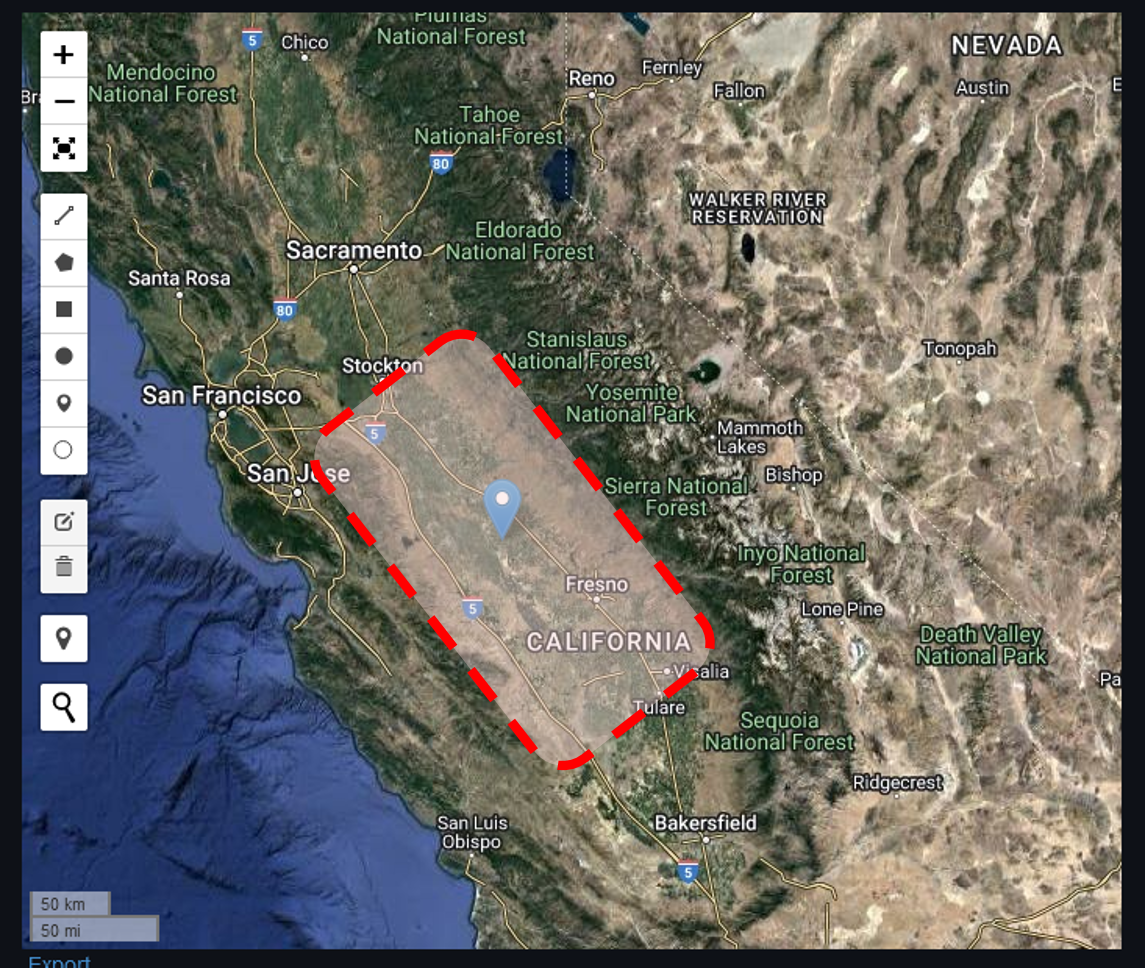 Plumas
National Forest
5
Chico
NEVADA
Mendocino
National Forest
Reno
Fernley
Fallon
Austin
Tahoe
National Forest
80
WALKER RIVER
RESERVATION
Eldorado
National Forest
Sacramento
Santa Rosa
80
Stanislaus
National Forest
Tonopah
Stockton
Yosemite
National Park
San Francisco
5
Mammoth
Lakes
San Jose
Bishop
Sierra National
Forest
Inyo National
Forest
Fresno
5
Lone Pine
CALIFORNIA
Death Valley
National Park
Visalia
Pa
Tulare
Sequoia
National Forest
Ridgecrest
San Luis
Obispo
Bakersfield
5
50 km
50 mi
Export